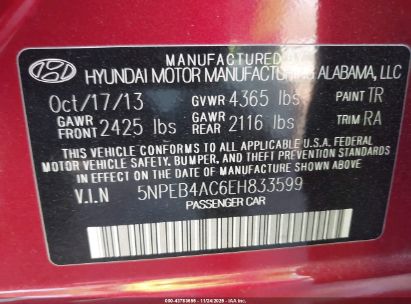 MANUFACTURED BY
HYUNDAI MOTOR MANUFACTURING ALABAMA, LLC
Oct/17/13 GVWR 4365 lbs PAINT TR
GAWR FRONT 2425 lbs GAWR REAR 2116 lbs TRIM RA
THIS VEHICLE CONFORMS TO ALL APPLICABLE U.S.A. FEDERAL
MOTOR VEHICLE SAFETY, BUMPER, AND THEFT PREVENTION STANDARDS
IN EFFECT ON THE DATE OF MANUFACTURE SHOWN ABOVE.
V.I.N 5NPEB4AC6EH833599
PASSENGER CAR